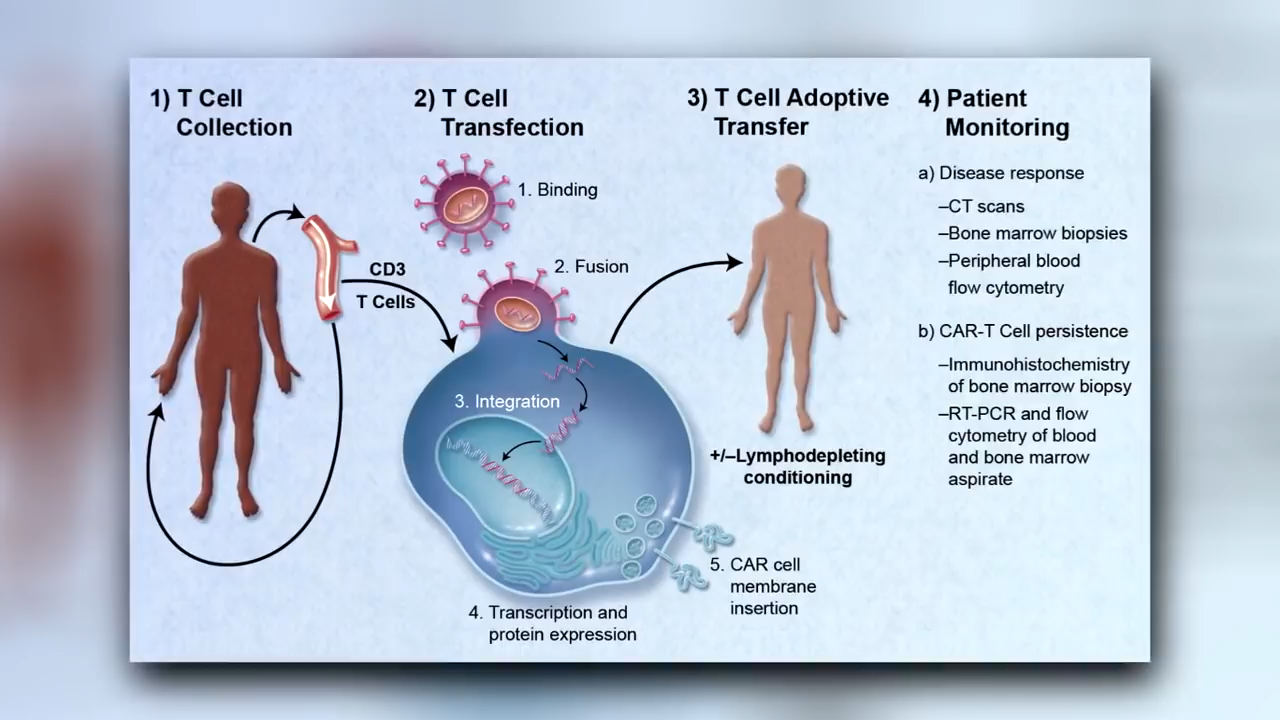 1) T Cell
Collection
CD3
T Cells
2) T Cell
Transfection
1. Binding
2. Fusion
3. Integration
4. Transcription and
protein expression
5. CAR cell
membrane
insertion
3) T Cell Adoptive
Transfer
+/–Lymphodepleting
conditioning
4) Patient
Monitoring
a) Disease response
–CT scans
–Bone marrow biopsies
–Peripheral blood
flow cytometry
b) CAR-T Cell persistence
–Immunohistochemistry
of bone marrow biopsy
–RT-PCR and flow
cytometry of blood
and bone marrow
aspirate